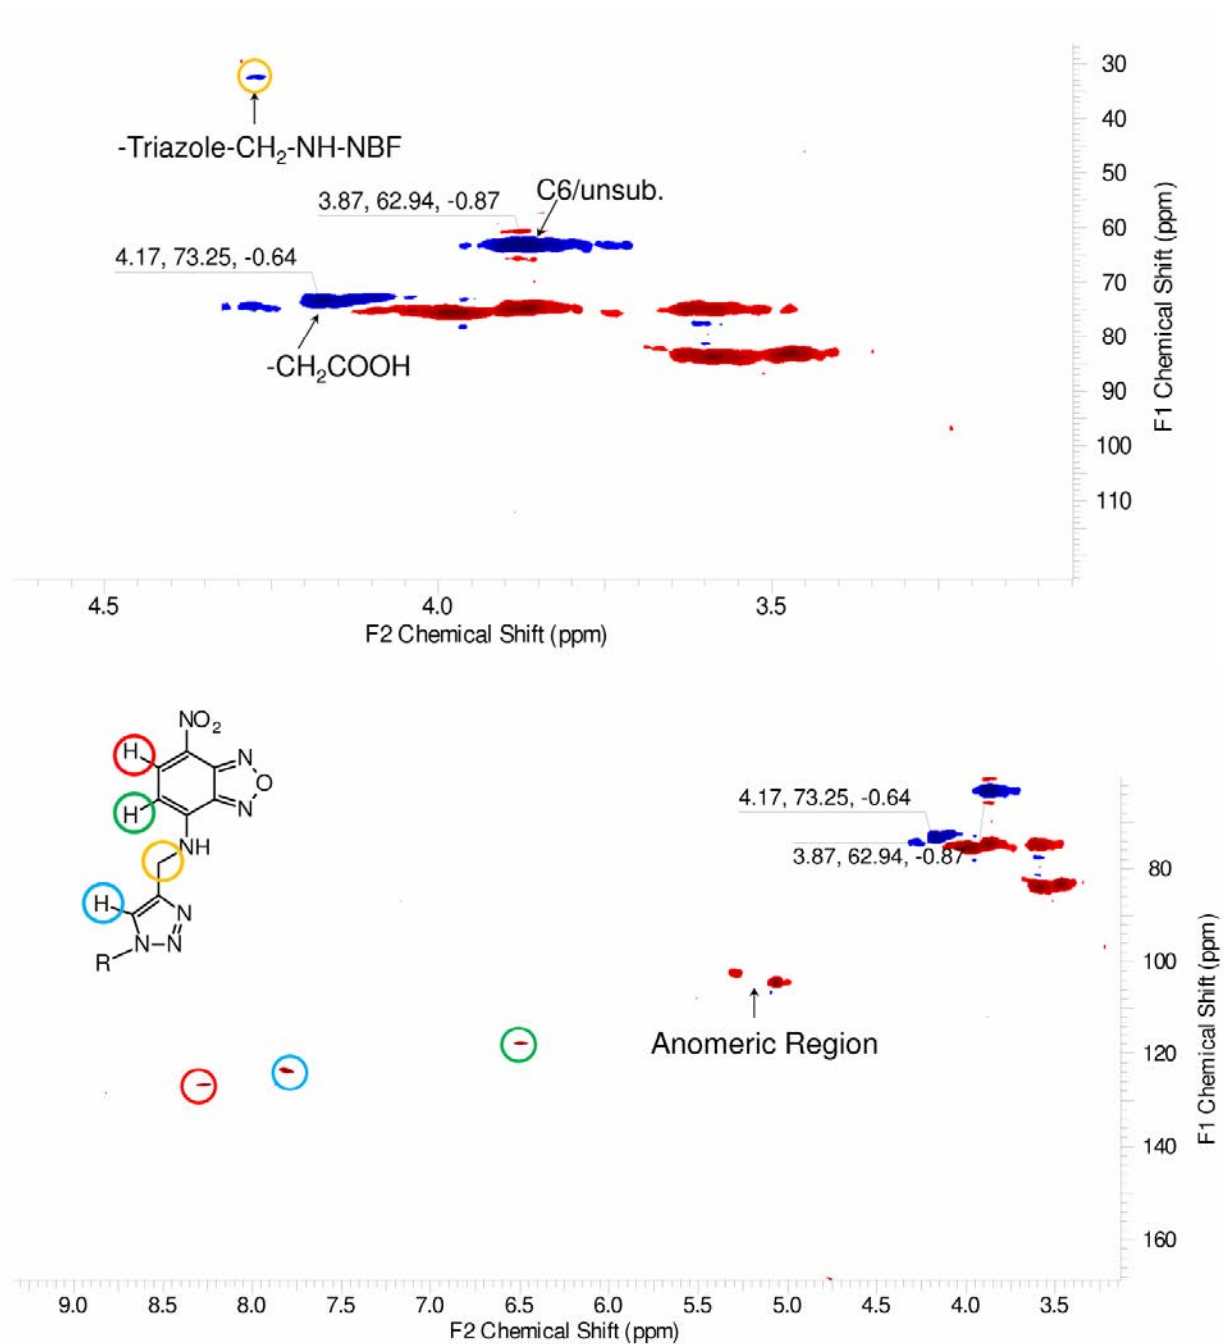 30
40
50
60
70
80
90
100
110
F1 Chemical Shift (ppm)
-Triazole-CH₂-NH-NBF
3.87, 62.94, -0.87
C6/unsub.
4.17, 73.25, -0.64
-CH₂COOH
4.5 4.0 3.5
F2 Chemical Shift (ppm)
NO₂
H
N
O
H
N
NH
H
N
N
N
R
4.17, 73.25, -0.64
3.87, 62.94, -0.87
Anomeric Region
80
100
120
140
160
F1 Chemical Shift (ppm)
9.0 8.5 8.0 7.5 7.0 6.5 6.0 5.5 5.0 4.5 4.0 3.5
F2 Chemical Shift (ppm)